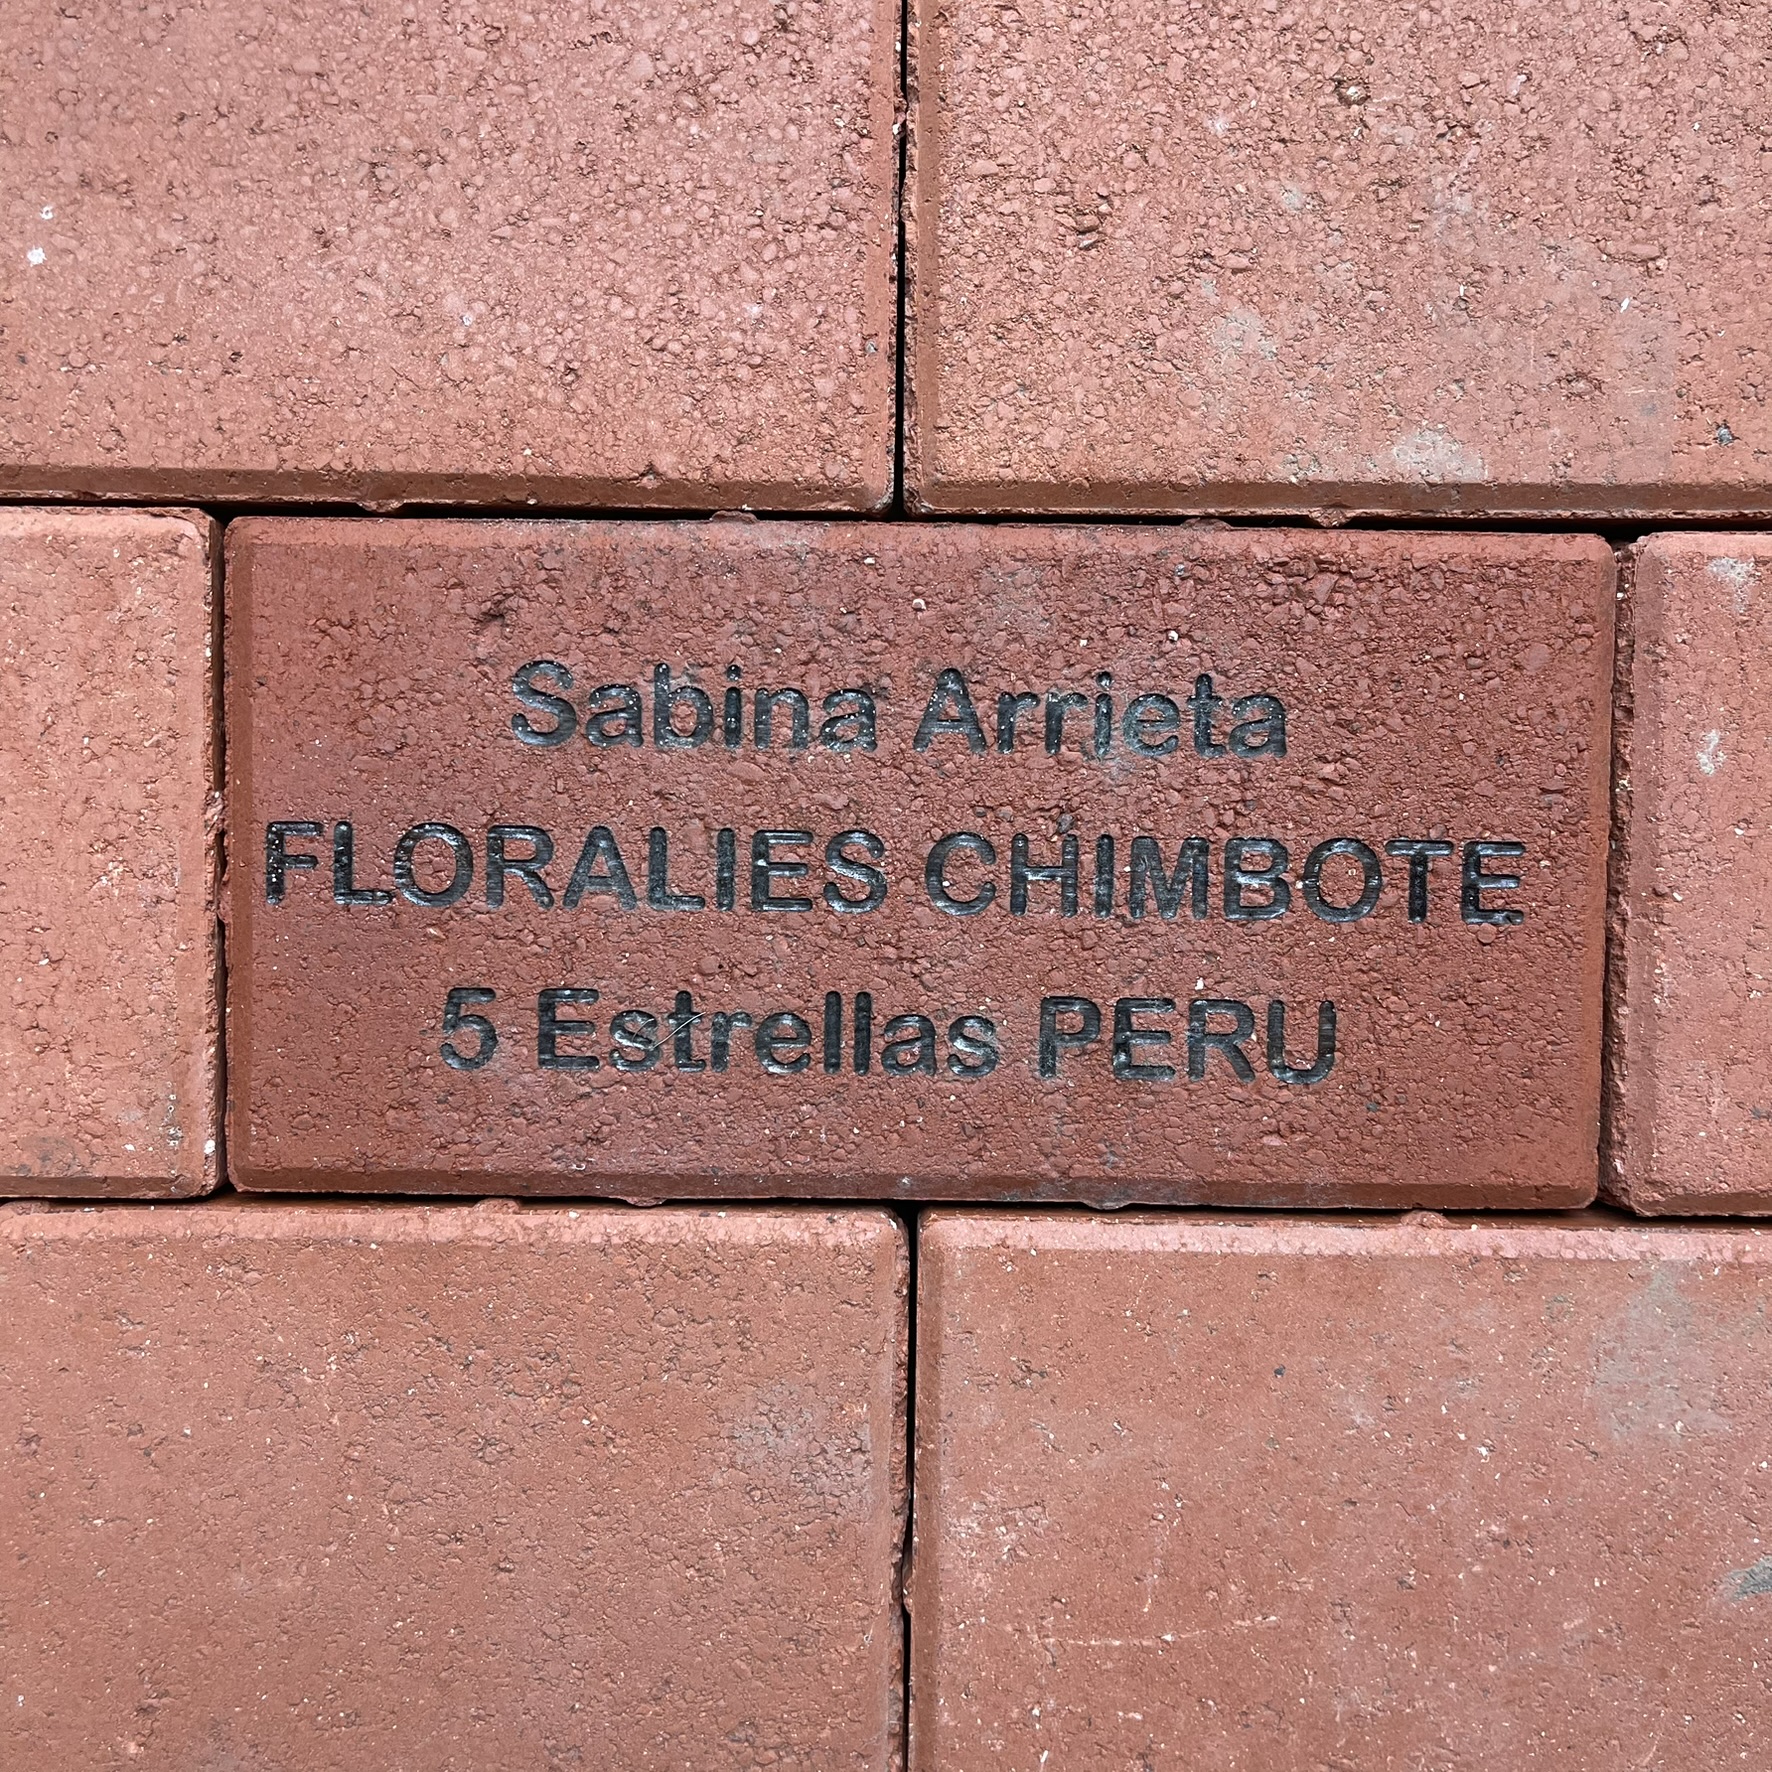 Sabina Arrieta
FLORALIES CHIMBOTE
5 Estrellas PERU